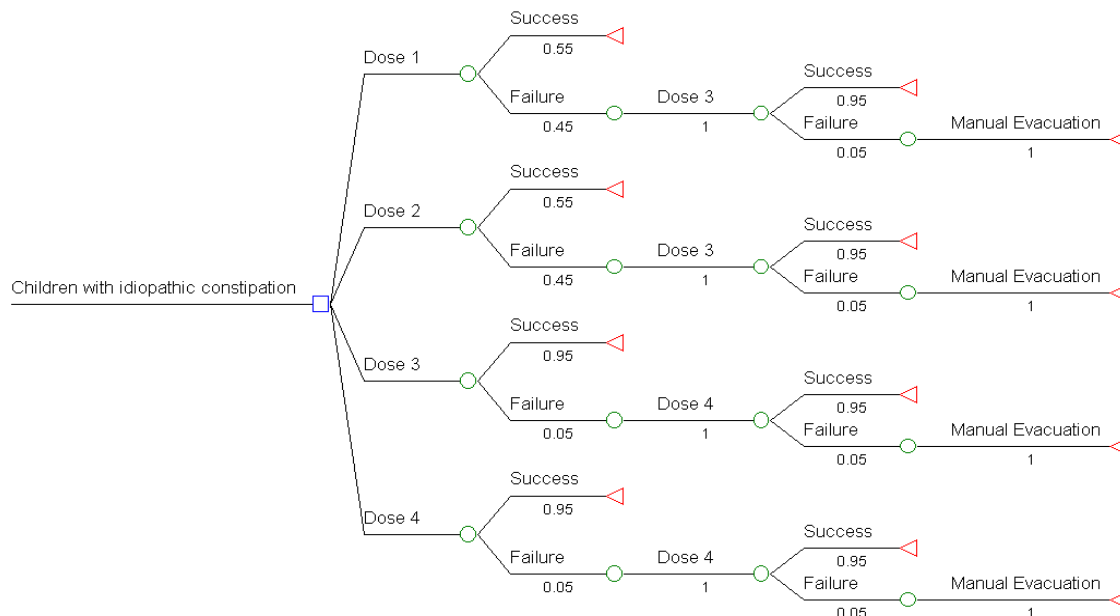 Success
0.55
Dose 1
Failure
0.45
Dose 3
1
Success
0.95
Failure
0.05
Manual Evacuation
1
Success
0.55
Dose 2
Failure
0.45
Dose 3
1
Success
0.95
Failure
0.05
Manual Evacuation
1
Children with idiopathic constipation
Success
0.95
Dose 3
Failure
0.05
Dose 4
1
Success
0.95
Failure
0.05
Manual Evacuation
1
Success
0.95
Dose 4
Failure
0.05
Dose 4
1
Success
0.95
Failure
0.05
Manual Evacuation
1